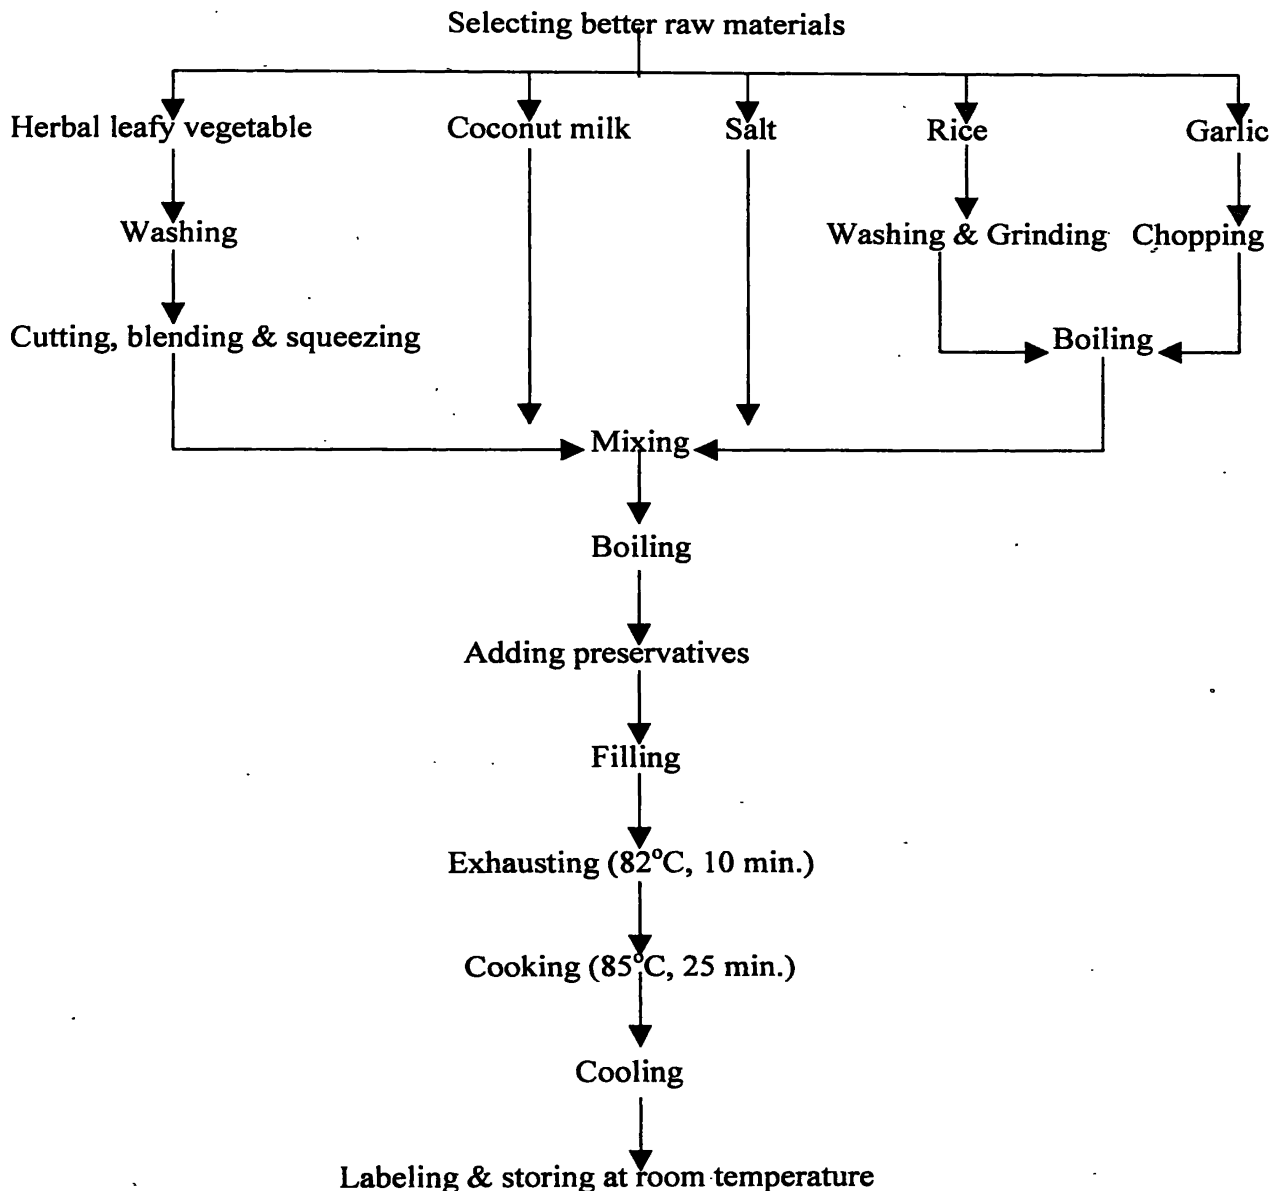 Selecting better raw materials
Herbal leafy vegetable Coconut milk Salt Rice Garlic
Washing Washing & Grinding Chopping
Cutting, blending & squeezing Boiling
Mixing
Boiling
Adding preservatives
Filling
Exhausting (82°C, 10 min.)
Cooking (85°C, 25 min.)
Cooling
Labeling & storing at room temperature